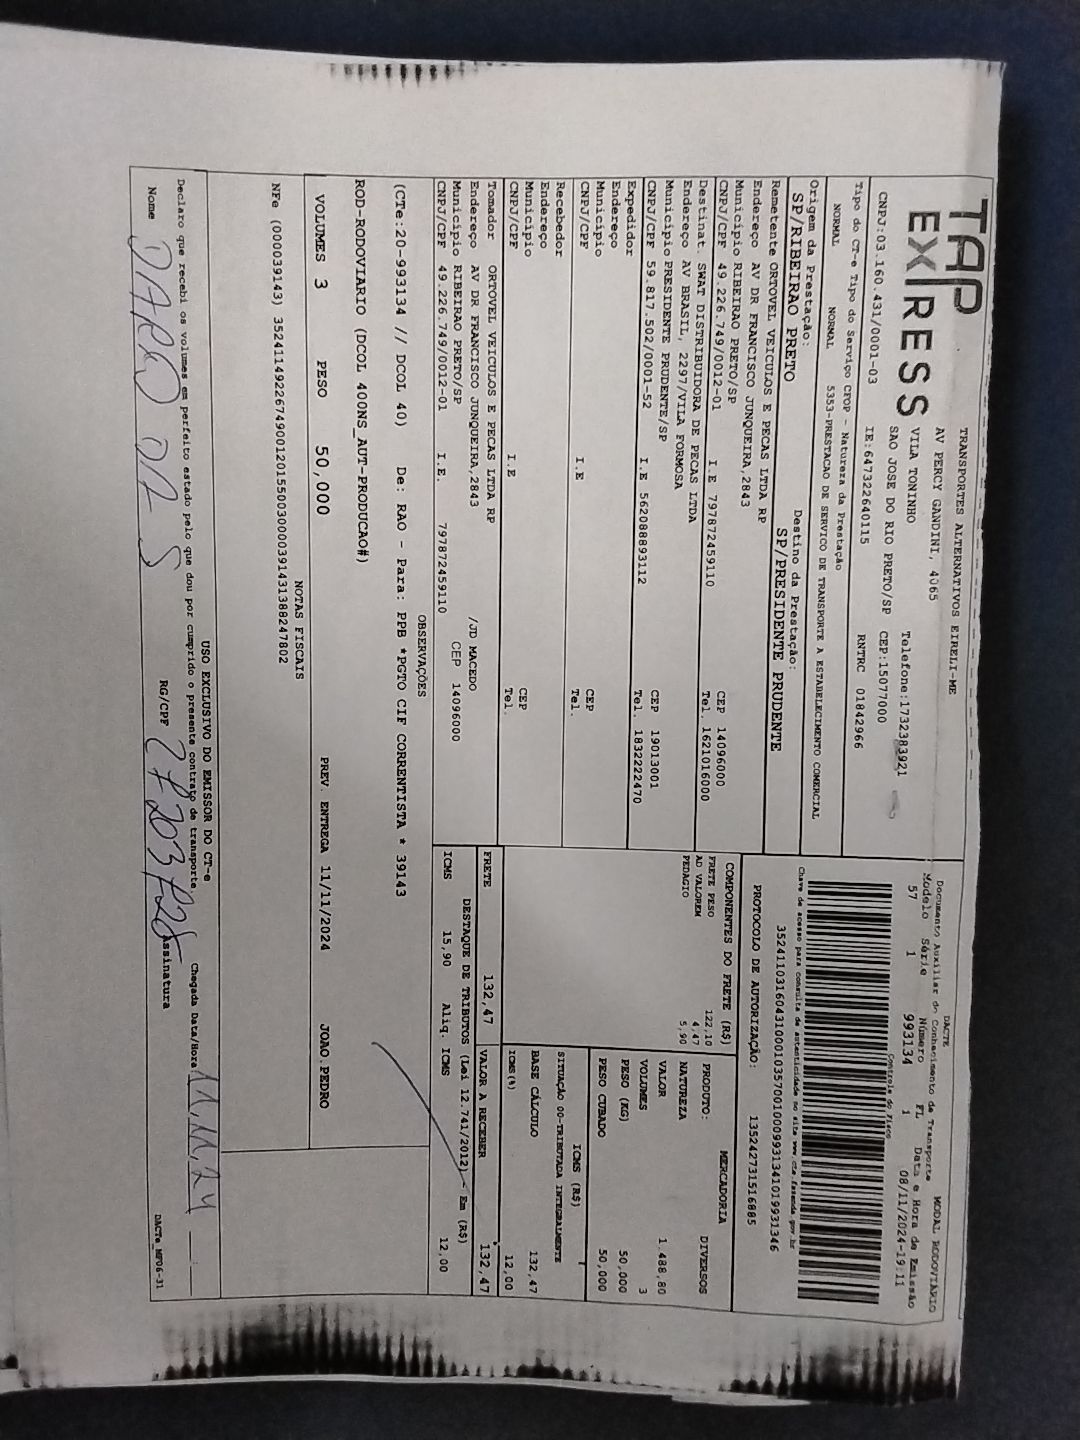 TAP
EXPRESS
TRANSPORTES ALTERNATIVOS EIRELI-ME
AV PERCY GANDINI, 4065
VILA TONINHO Telefone:1732383921
SAO JOSE DO RIO PRETO/SP CEP:15077000
CNPJ:03.160.431/0001-03 IE:647322640115 RNTRC 01842966
Tipo do CT-e Tipo do Serviço CFOP - Natureza da Prestação
NORMAL NORMAL 5353-PRESTACAO DE SERVICO DE TRANSPORTE A ESTABELECIMENTO COMERCIAL
Origem da Prestação: Destino da Prestação:
SP/RIBEIRAO PRETO SP/PRESIDENTE PRUDENTE
Remetente ORTOVEL VEICULOS E PECAS LTDA RP
Endereço AV DR FRANCISCO JUNQUEIRA,2843
Município RIBEIRAO PRETO/SP CEP 14096000
CNPJ/CPF 49.226.749/0012-01 I.E 797872459110 Tel. 1621016000
Destinat. SWAT DISTRIBUIDORA DE PECAS LTDA
Endereço AV BRASIL, 2297/VILA FORMOSA
Município PRESIDENTE PRUDENTE/SP CEP 19013001
CNPJ/CPF 59.817.502/0001-52 I.E 562088893112 Tel. 1832222470
Expedidor
Endereço
Município CEP
CNPJ/CPF I.E Tel.
Recebedor
Endereço
Município CEP
CNPJ/CPF I.E Tel.
Tomador ORTOVEL VEICULOS E PECAS LTDA RP
Endereço AV DR FRANCISCO JUNQUEIRA,2843 /JD MACEDO
Município RIBEIRAO PRETO/SP CEP 14096000
CNPJ/CPF 49.226.749/0012-01 I.E. 797872459110
DACTE MODAL RODOVIÁRIO
Documento Auxiliar do Conhecimento de Transporte
Modelo Série Número FL Data e Hora de Emissão
57 1 993134 1 08/11/2024-19:11
Controle do Fisco
Chave de acesso para consulta de autenticidade no site www.cte.fazenda.gov.br
35241103160431000103570010009931341019931346
PROTOCOLO DE AUTORIZAÇÃO: 135242731516885
COMPONENTES DO FRETE (R$)
FRETE PESO 122,10
AD VALOREM 4,47
PEDAGIO 5,90
MERCADORIA
PRODUTO: DIVERSOS
NATUREZA
VALOR 1.488,80
VOLUMES 3
PESO (KG) 50,000
PESO CUBADO 50,000
ICMS (R$)
SITUAÇÃO 00-TRIBUTADA INTEGRALMENTE
BASE CÁLCULO 132,47
ICMS(%) 12,00
FRETE 132,47 VALOR A RECEBER 132,47
DESTAQUE DE TRIBUTOS (Lei 12.741/2012) - Em (R$)
ICMS 15,90 Aliq. ICMS 12,00
OBSERVAÇÕES
(CTe:20-993134 // DCOL 40) De: RAO - Para: PPB *PGTO CIF CORRENTISTA * 39143
ROD-RODOVIARIO (DCOL 400NS_AUT-PRODUCAO#)
VOLUMES 3 PESO 50,000 PREV. ENTREGA 11/11/2024 JOAO.PEDRO
NOTAS FISCAIS
NFe (000039143) 35241149226749001201550030000391431388247802
USO EXCLUSIVO DO EMISSOR DO CT-e
Declaro que recebi os volumes em perfeito estado pelo que dou por cumprido o presente contrato de transporte. Chegada Data/Hora 11,11,24 :
Nome RG/CPF Assinatura
DACTe_MP06-31